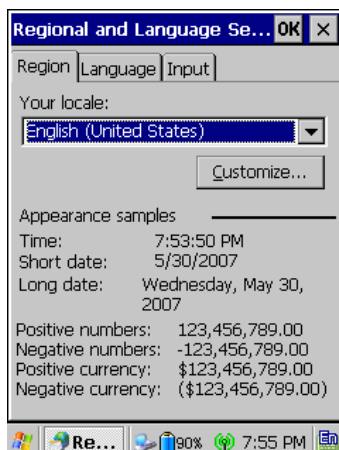 Regional and Language Se... OK ×
Region Language Input
Your locale:
English (United States)
Customize...
Appearance samples
Time: 7:53:50 PM
Short date: 5/30/2007
Long date: Wednesday, May 30,
2007
Positive numbers: 123,456,789.00
Negative numbers: -123,456,789.00
Positive currency: $123,456,789.00
Negative currency: ($123,456,789.00)
Re... 90% 7:55 PM